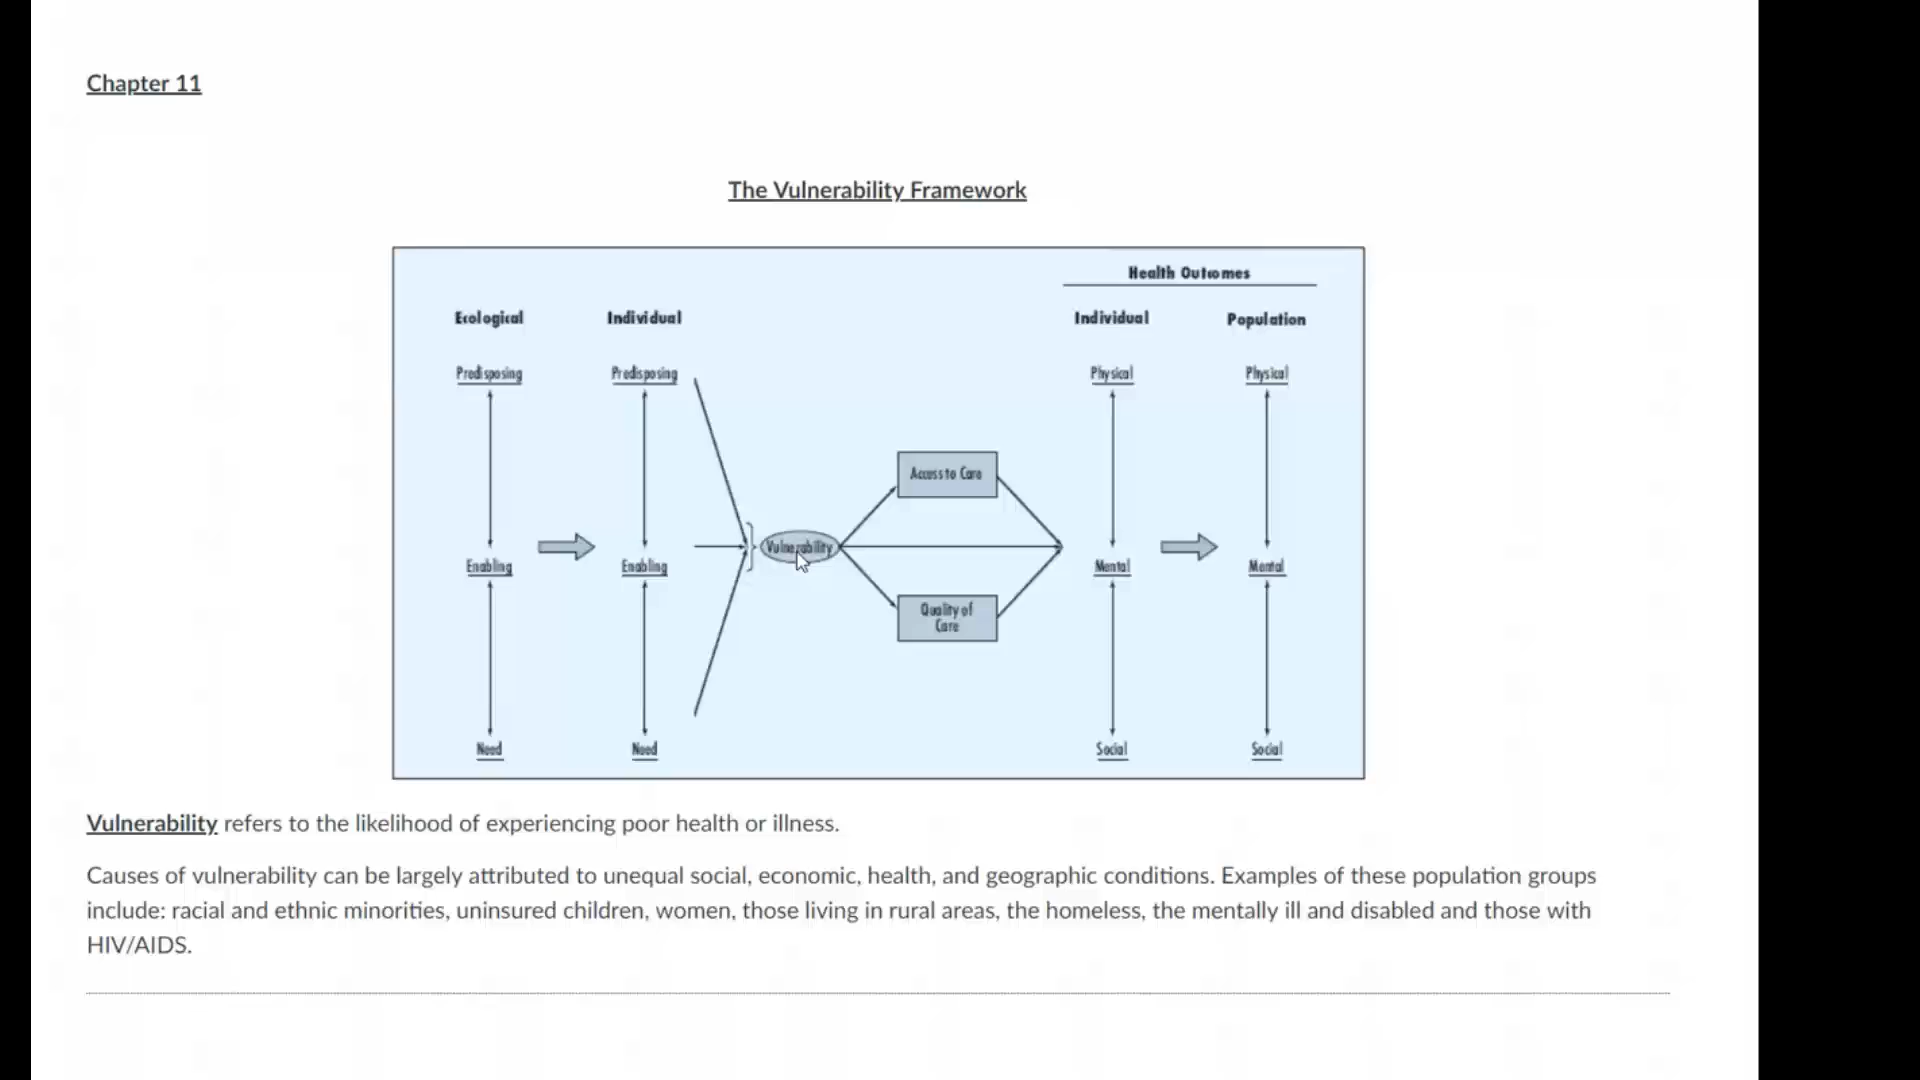 Chapter 11
The Vulnerability Framework
Health Outcomes
Ecological Individual Individual Population
Predisposing Predisposing Physical Physical
Access to Care
Vulnerability
Enabling Enabling Mental Mental
Quality of
Care
Need Need Social Social
Vulnerability refers to the likelihood of experiencing poor health or illness.
Causes of vulnerability can be largely attributed to unequal social, economic, health, and geographic conditions. Examples of these population groups
include: racial and ethnic minorities, uninsured children, women, those living in rural areas, the homeless, the mentally ill and disabled and those with
HIV/AIDS.